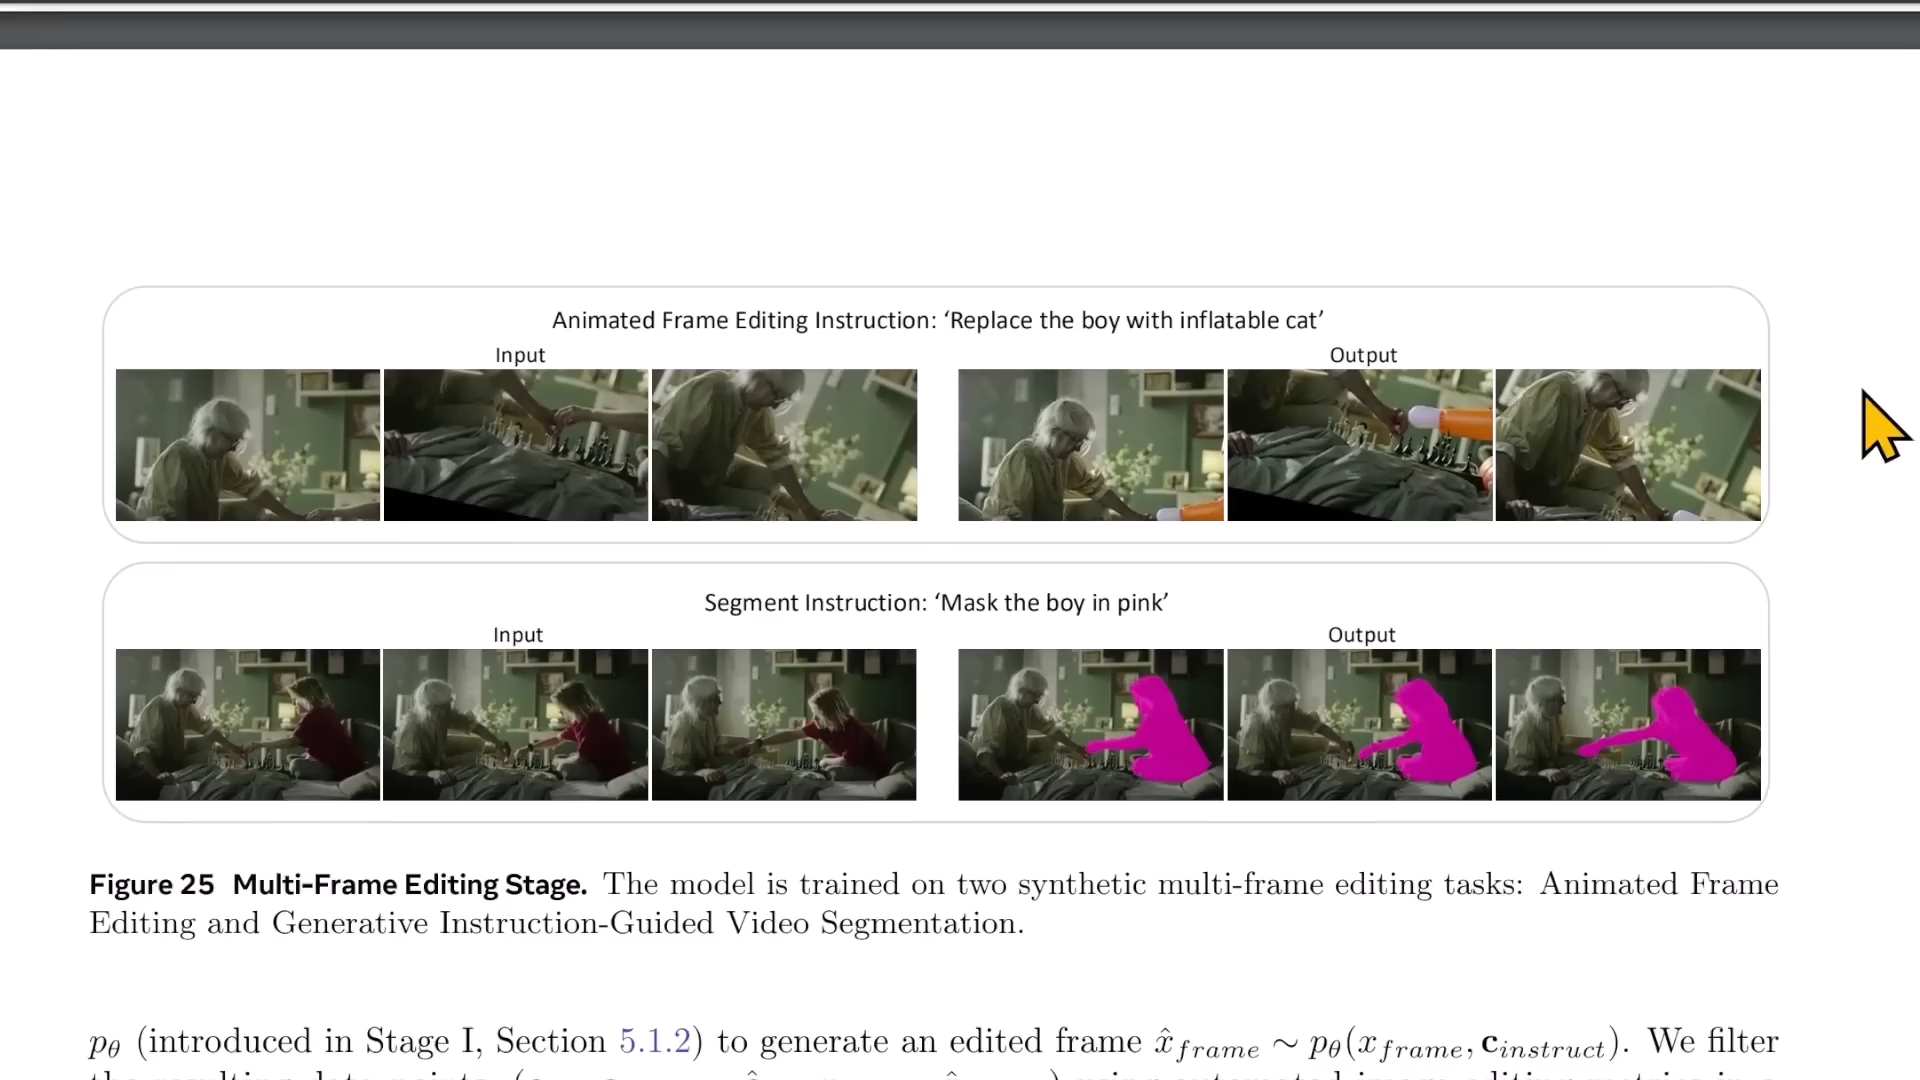 Animated Frame Editing Instruction: ‘Replace the boy with inflatable cat’
Input Output
Segment Instruction: ‘Mask the boy in pink’
Input Output
Figure 25 Multi-Frame Editing Stage. The model is trained on two synthetic multi-frame editing tasks: Animated Frame
Editing and Generative Instruction-Guided Video Segmentation.
pθ (introduced in Stage I, Section 5.1.2) to generate an edited frame x̂frame ∼ pθ(xframe, cinstruct). We filter